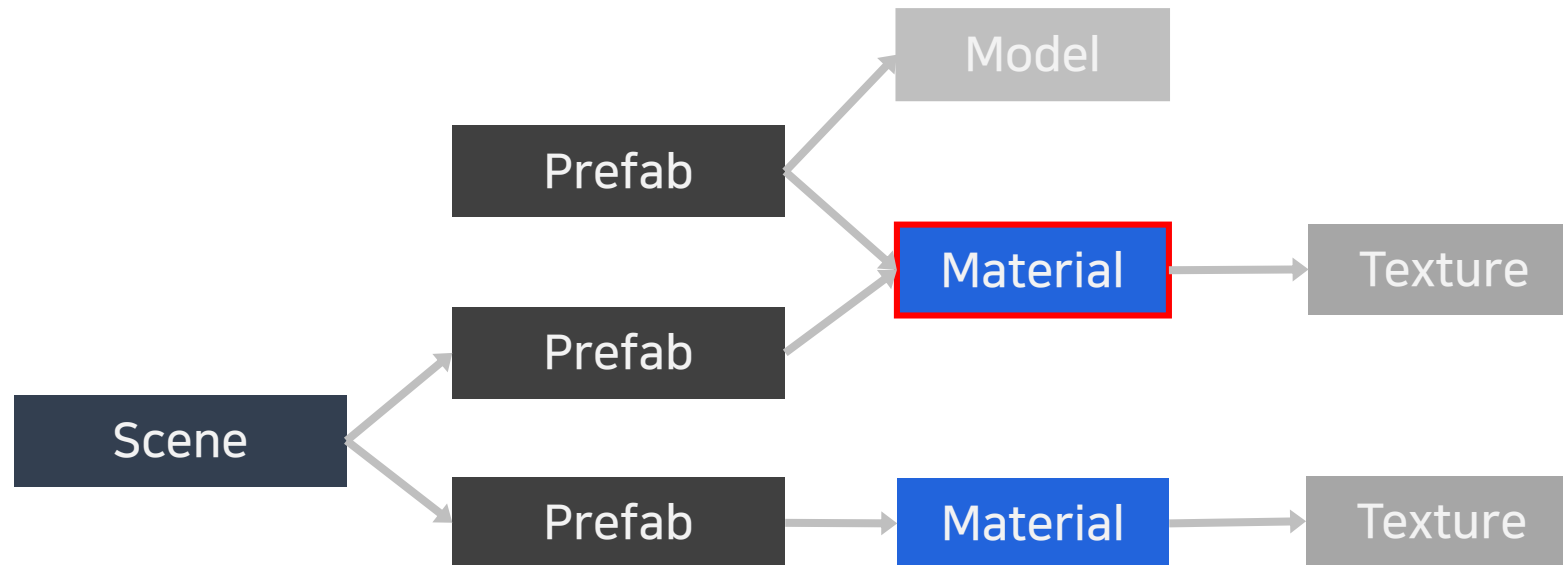 Model
Prefab
Material
Texture
Prefab
Scene
Prefab
Material
Texture